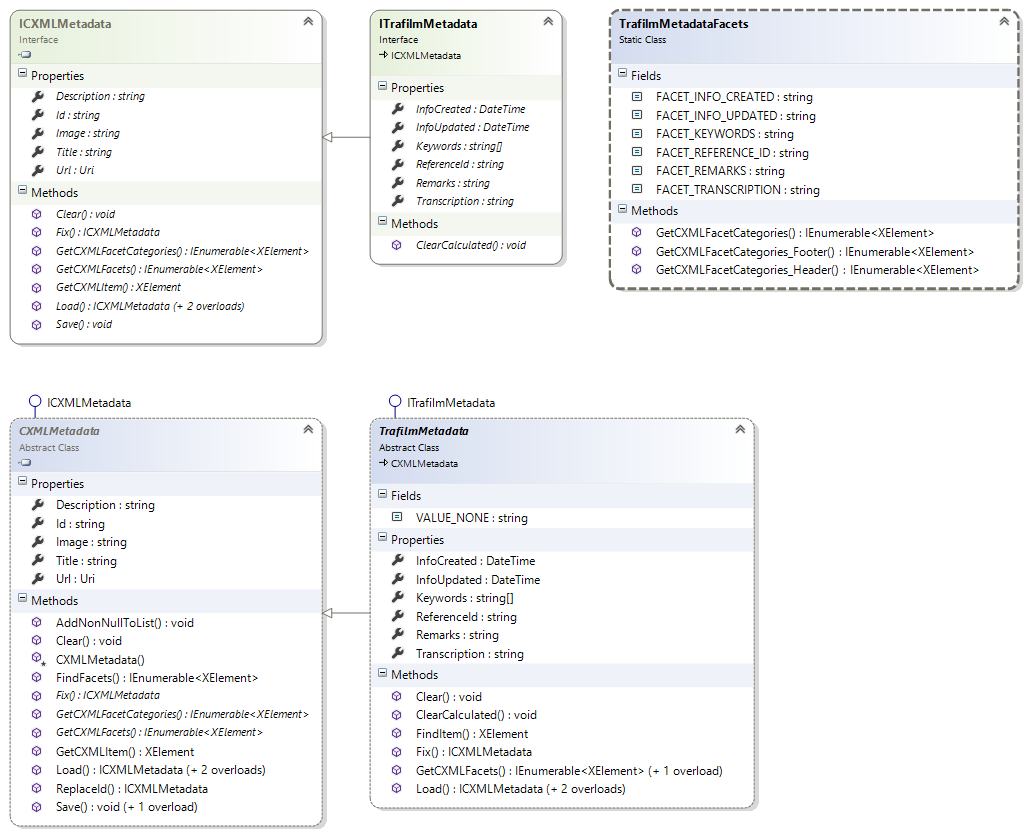 ICXMLMetadata
Interface
Properties
Description : string
Id : string
Image : string
Title : string
Url : Uri
Methods
Clear() : void
Fix() : ICXMLMetadata
GetCXMLFacetCategories() : IEnumerable<XElement>
GetCXMLFacets() : IEnumerable<XElement>
GetCXMLItem() : XElement
Load() : ICXMLMetadata (+ 2 overloads)
Save() : void
ITrafilmMetadata
Interface
ICXMLMetadata
Properties
InfoCreated : DateTime
InfoUpdated : DateTime
Keywords : string[]
ReferenceId : string
Remarks : string
Transcription : string
Methods
ClearCalculated() : void
TrafilmMetadataFacets
Static Class
Fields
FACET_INFO_CREATED : string
FACET_INFO_UPDATED : string
FACET_KEYWORDS : string
FACET_REFERENCE_ID : string
FACET_REMARKS : string
FACET_TRANSCRIPTION : string
Methods
GetCXMLFacetCategories() : IEnumerable<XElement>
GetCXMLFacetCategories_Footer() : IEnumerable<XElement>
GetCXMLFacetCategories_Header() : IEnumerable<XElement>
ICXMLMetadata
CXMLMetadata
Abstract Class
Properties
Description : string
Id : string
Image : string
Title : string
Url : Uri
Methods
AddNonNullToList() : void
Clear() : void
CXMLMetadata()
FindFacets() : IEnumerable<XElement>
Fix() : ICXMLMetadata
GetCXMLFacetCategories() : IEnumerable<XElement>
GetCXMLFacets() : IEnumerable<XElement>
GetCXMLItem() : XElement
Load() : ICXMLMetadata (+ 2 overloads)
ReplaceId() : ICXMLMetadata
Save() : void (+ 1 overload)
ITrafilmMetadata
TrafilmMetadata
Abstract Class
CXMLMetadata
Fields
VALUE_NONE : string
Properties
InfoCreated : DateTime
InfoUpdated : DateTime
Keywords : string[]
ReferenceId : string
Remarks : string
Transcription : string
Methods
Clear() : void
ClearCalculated() : void
FindItem() : XElement
Fix() : ICXMLMetadata
GetCXMLFacets() : IEnumerable<XElement> (+ 1 overload)
Load() : ICXMLMetadata (+ 2 overloads)